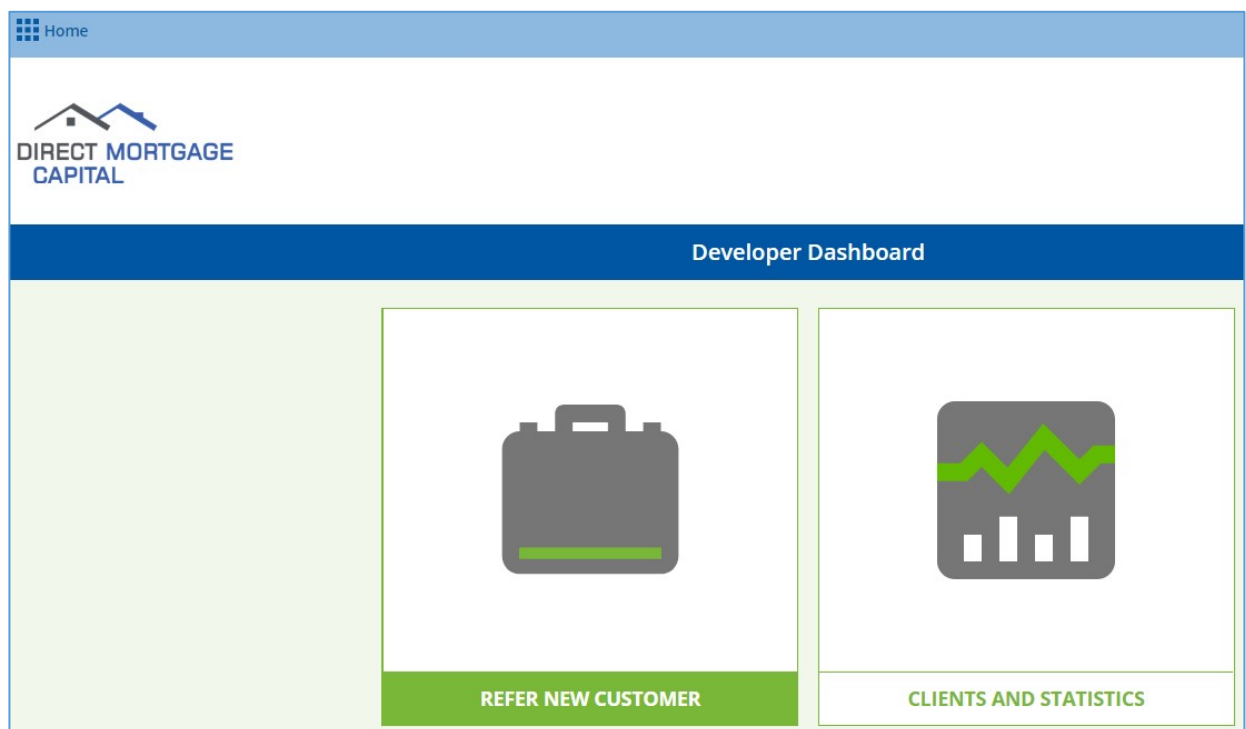 Home
DIRECT MORTGAGE
CAPITAL
Developer Dashboard
REFER NEW CUSTOMER
CLIENTS AND STATISTICS